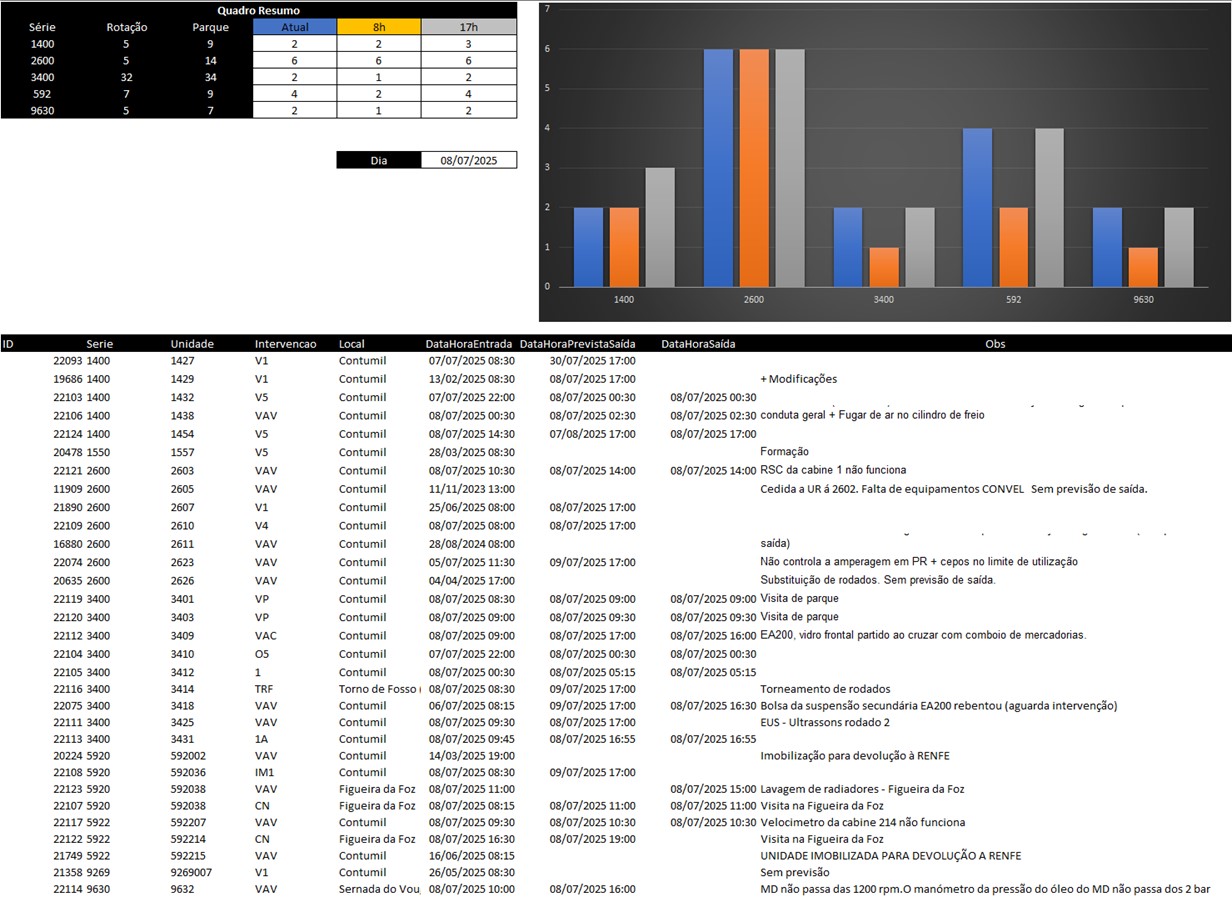 Quadro Resumo
Série Rotação Parque Atual 8h 17h
1400 5 9 2 2 3
2600 5 14 6 6 6
3400 32 34 2 1 2
592 7 9 4 2 4
9630 5 7 2 1 2
Dia 08/07/2025
7
6
5
4
3
2
1
0
1400 2600 3400 592 9630
ID Serie Unidade Intervencao Local DataHoraEntrada DataHoraPrevistaSaída DataHoraSaída Obs
22093 1400 1427 V1 Contumil 07/07/2025 08:30 30/07/2025 17:00
19686 1400 1429 V1 Contumil 13/02/2025 08:30 08/07/2025 17:00 + Modificações
22103 1400 1432 V5 Contumil 07/07/2025 22:00 08/07/2025 00:30 08/07/2025 00:30
22106 1400 1438 VAV Contumil 08/07/2025 00:30 08/07/2025 02:30 08/07/2025 02:30 conduta geral + Fugar de ar no cilindro de freio
22124 1400 1454 V5 Contumil 08/07/2025 14:30 07/08/2025 17:00 08/07/2025 17:00
20478 1550 1557 V5 Contumil 28/03/2025 08:30 Formação
22121 2600 2603 VAV Contumil 08/07/2025 10:30 08/07/2025 14:00 08/07/2025 14:00 RSC da cabine 1 não funciona
11909 2600 2605 VAV Contumil 11/11/2023 13:00 Cedida a UR á 2602. Falta de equipamentos CONVEL Sem previsão de saída.
21890 2600 2607 V1 Contumil 25/06/2025 08:00 08/07/2025 17:00
22109 2600 2610 V4 Contumil 08/07/2025 08:00 08/07/2025 17:00
16880 2600 2611 VAV Contumil 28/08/2024 08:00 saída)
22074 2600 2623 VAV Contumil 05/07/2025 11:30 09/07/2025 17:00 Não controla a amperagem em PR + cepos no limite de utilização
20635 2600 2626 VAV Contumil 04/04/2025 17:00 Substituição de rodados. Sem previsão de saída.
22119 3400 3401 VP Contumil 08/07/2025 08:30 08/07/2025 09:00 08/07/2025 09:00 Visita de parque
22120 3400 3403 VP Contumil 08/07/2025 09:00 08/07/2025 09:30 08/07/2025 09:30 Visita de parque
22112 3400 3409 VAC Contumil 08/07/2025 09:00 08/07/2025 17:00 08/07/2025 16:00 EA200, vidro frontal partido ao cruzar com comboio de mercadorias.
22104 3400 3410 O5 Contumil 07/07/2025 22:00 08/07/2025 00:30 08/07/2025 00:30
22105 3400 3412 1 Contumil 08/07/2025 00:30 08/07/2025 05:15 08/07/2025 05:15
22116 3400 3414 TRF Torno de Fosso ( 08/07/2025 08:30 09/07/2025 17:00 Torneamento de rodados
22075 3400 3418 VAV Contumil 06/07/2025 08:15 09/07/2025 17:00 08/07/2025 16:30 Bolsa da suspensão secundária EA200 rebentou (aguarda intervenção)
22111 3400 3425 VAV Contumil 08/07/2025 09:30 08/07/2025 17:00 EUS - Ultrassons rodado 2
22113 3400 3431 1A Contumil 08/07/2025 09:45 08/07/2025 16:55 08/07/2025 16:55
20224 5920 592002 VAV Contumil 14/03/2025 19:00 Imobilização para devolução à RENFE
22108 5920 592036 IM1 Contumil 08/07/2025 08:30 09/07/2025 17:00
22123 5920 592038 VAV Figueira da Foz 08/07/2025 11:00 08/07/2025 15:00 Lavagem de radiadores - Figueira da Foz
22107 5920 592038 CN Figueira da Foz 08/07/2025 08:15 08/07/2025 11:00 08/07/2025 11:00 Visita na Figueira da Foz
22117 5922 592207 VAV Contumil 08/07/2025 09:30 08/07/2025 10:30 08/07/2025 10:30 Velocimetro da cabine 214 não funciona
22122 5922 592214 CN Figueira da Foz 08/07/2025 16:30 08/07/2025 19:00 Visita na Figueira da Foz
21749 5922 592215 VAV Contumil 16/06/2025 08:15 UNIDADE IMOBILIZADA PARA DEVOLUÇÃO A RENFE
21358 9269 9269007 V1 Contumil 26/05/2025 08:30 Sem previsão
22114 9630 9632 VAV Sernada do Vou 08/07/2025 10:00 08/07/2025 16:00 MD não passa das 1200 rpm.O manómetro da pressão do óleo do MD não passa dos 2 bar